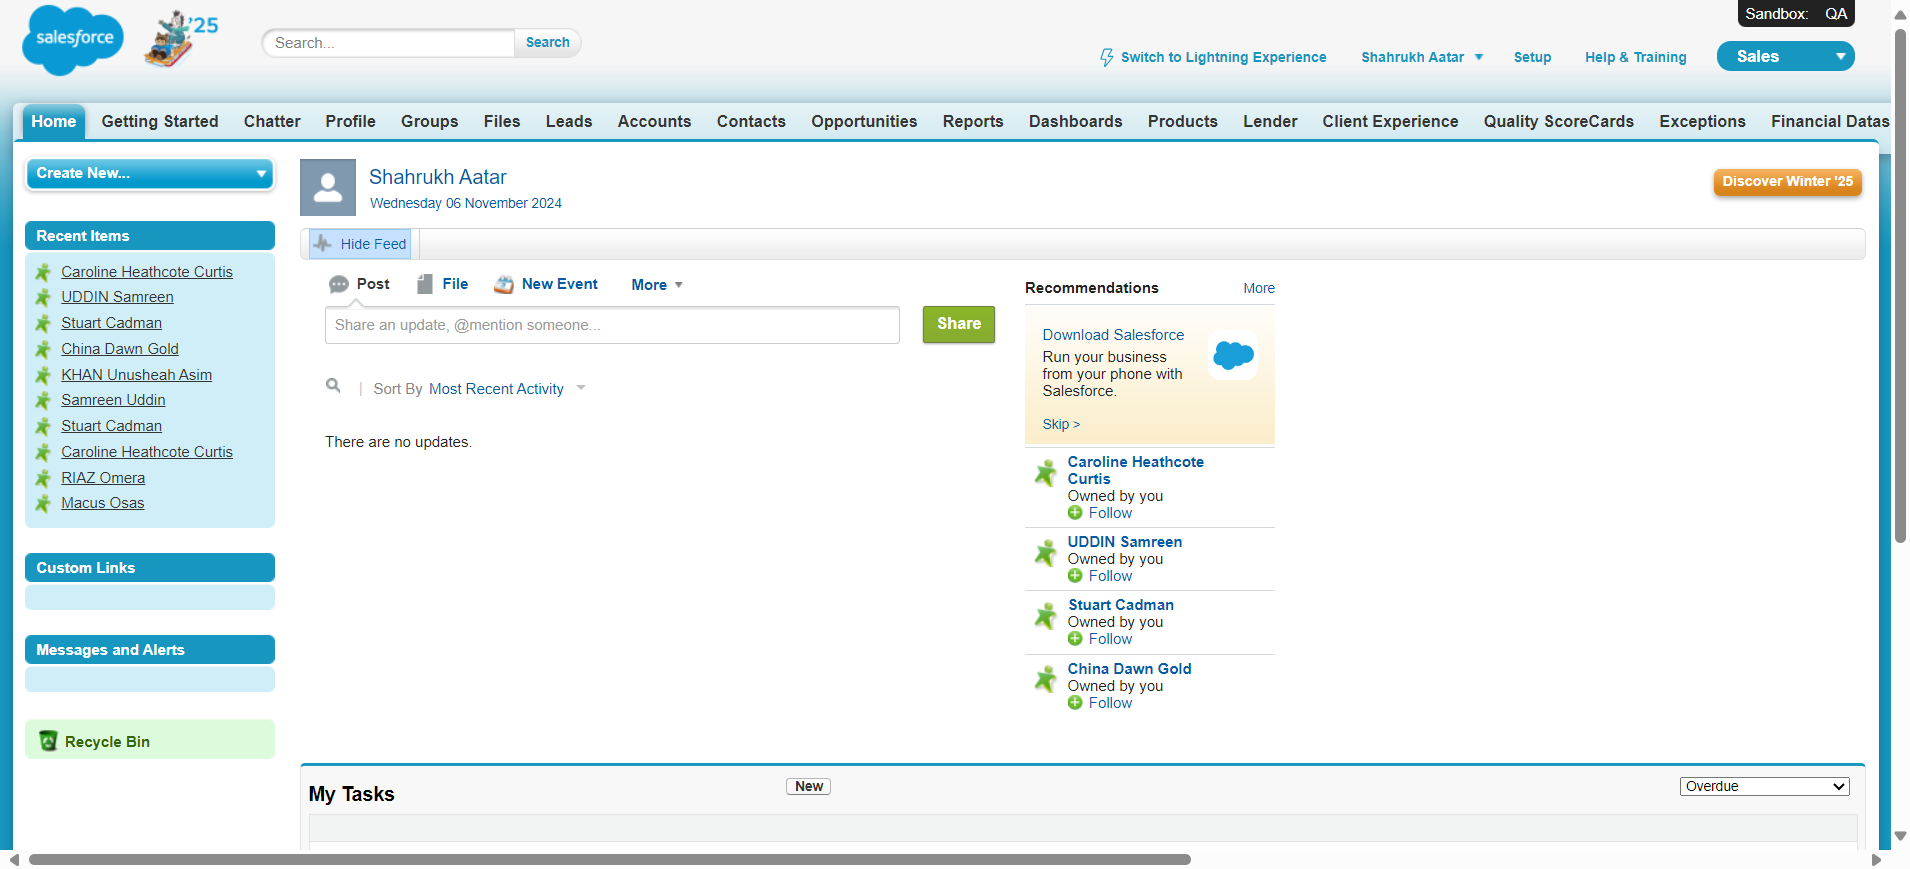 Sandbox: QA
salesforce
'25
Search...
Search
Switch to Lightning Experience
Shahrukh Aatar
Setup
Help & Training
Sales
Home
Getting Started
Chatter
Profile
Groups
Files
Leads
Accounts
Contacts
Opportunities
Reports
Dashboards
Products
Lender
Client Experience
Quality ScoreCards
Exceptions
Financial Datas
Create New...
Recent Items
Caroline Heathcote Curtis
UDDIN Samreen
Stuart Cadman
China Dawn Gold
KHAN Unusheah Asim
Samreen Uddin
Stuart Cadman
Caroline Heathcote Curtis
RIAZ Omera
Macus Osas
Custom Links
Messages and Alerts
Recycle Bin
Shahrukh Aatar
Wednesday 06 November 2024
Discover Winter '25
Hide Feed
Post
File
New Event
More
Share an update, @mention someone...
Share
Sort By Most Recent Activity
There are no updates.
Recommendations
More
Download Salesforce
Run your business
from your phone with
Salesforce.
Skip >
Caroline Heathcote
Curtis
Owned by you
Follow
UDDIN Samreen
Owned by you
Follow
Stuart Cadman
Owned by you
Follow
China Dawn Gold
Owned by you
Follow
My Tasks
New
Overdue